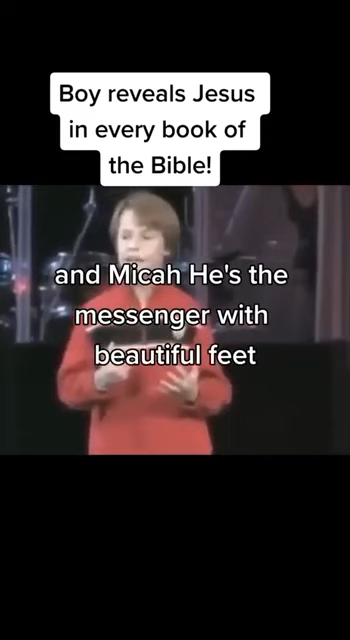 Boy reveals Jesus
in every book of
the Bible!
and Micah He's the
messenger with
beautiful feet